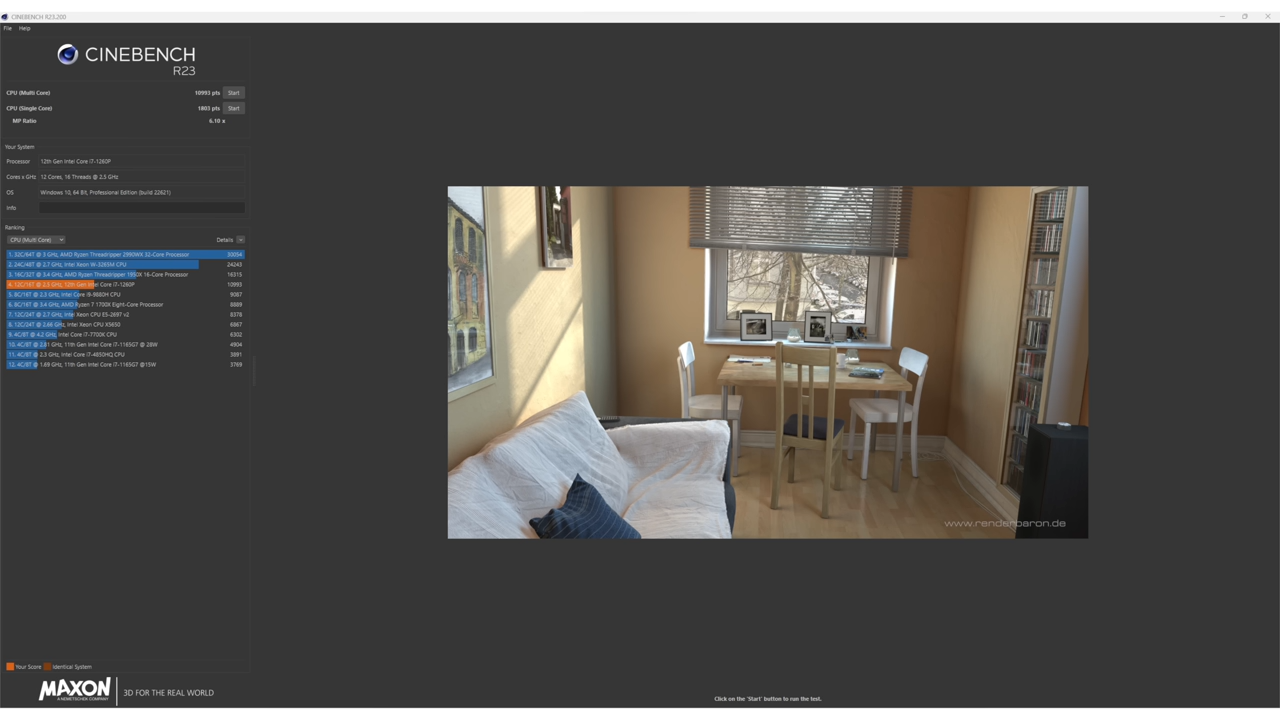 CINEBENCH R23.200
File Help
CINEBENCH
R23
CPU (Multi Core) 10993 pts Start
CPU (Single Core) 1803 pts Start
MP Ratio 6.10 x
Your System
Processor 12th Gen Intel Core i7-1260P
Cores x GHz 12 Cores, 16 Threads @ 2.5 GHz
OS Windows 10, 64 Bit, Professional Edition (build 22621)
Info
Ranking
CPU (Multi Core) Details
1. 32C/64T @ 3 GHz, AMD Ryzen Threadripper 2990WX 32-Core Processor 30054
2. 24C/48T @ 2.7 GHz, Intel Xeon W-3265M CPU 24243
3. 16C/32T @ 3.4 GHz, AMD Ryzen Threadripper 1950X 16-Core Processor 16315
4. 12C/16T @ 2.5 GHz, 12th Gen Intel Core i7-1260P 10993
5. 8C/16T @ 2.3 GHz, Intel Core i9-9880H CPU 9087
6. 8C/16T @ 3.4 GHz, AMD Ryzen 7 1700X Eight-Core Processor 8889
7. 12C/24T @ 2.7 GHz, Intel Xeon CPU E5-2697 v2 8378
8. 12C/24T @ 2.66 GHz, Intel Xeon CPU X5650 6867
9. 4C/8T @ 4.2 GHz, Intel Core i7-7700K CPU 6302
10. 4C/8T @ 2.81 GHz, 11th Gen Intel Core i7-1165G7 @ 28W 4904
11. 4C/8T @ 2.3 GHz, Intel Core i7-4850HQ CPU 3891
12. 4C/8T @ 1.69 GHz, 11th Gen Intel Core i7-1165G7 @15W 3769
www.renderbaron.de
Your Score Identical System
MAXON
A NEMETSCHEK COMPANY
3D FOR THE REAL WORLD
Click on the 'Start' button to run the test.